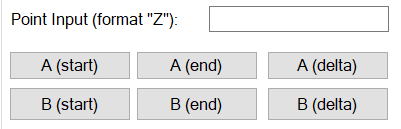 Point Input (format "Z"):
A (start) A (end) A (delta)
B (start) B (end) B (delta)